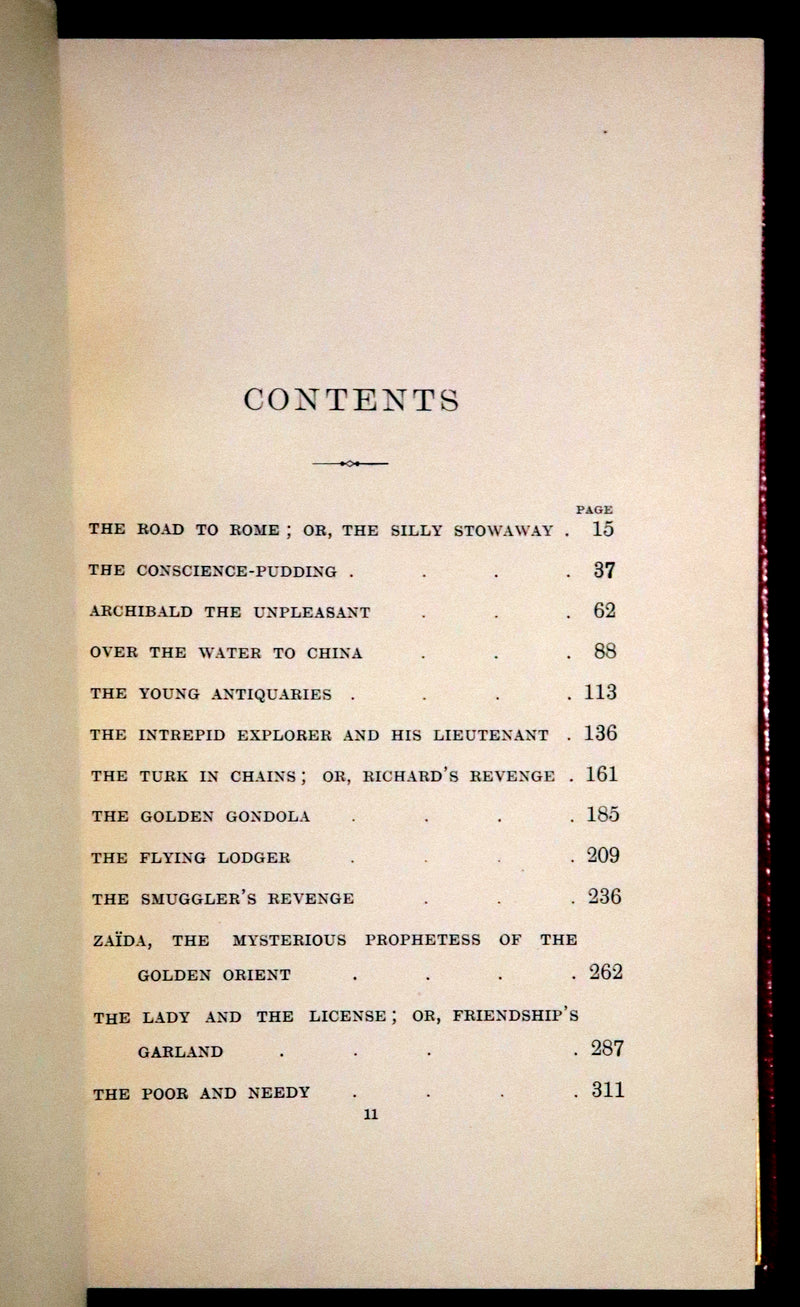 CONTENTS
PAGE
THE ROAD TO ROME ; OR, THE SILLY STOWAWAY . 15
THE CONSCIENCE-PUDDING . . . . 37
ARCHIBALD THE UNPLEASANT . . . 62
OVER THE WATER TO CHINA . . . 88
THE YOUNG ANTIQUARIES . . . . 113
THE INTREPID EXPLORER AND HIS LIEUTENANT . 136
THE TURK IN CHAINS ; OR, RICHARD'S REVENGE . 161
THE GOLDEN GONDOLA . . . . 185
THE FLYING LODGER . . . . 209
THE SMUGGLER'S REVENGE . . . 236
ZAÏDA, THE MYSTERIOUS PROPHETESS OF THE
GOLDEN ORIENT . . . . 262
THE LADY AND THE LICENSE ; OR, FRIENDSHIP'S
GARLAND . . . . 287
THE POOR AND NEEDY . . . . 311
11